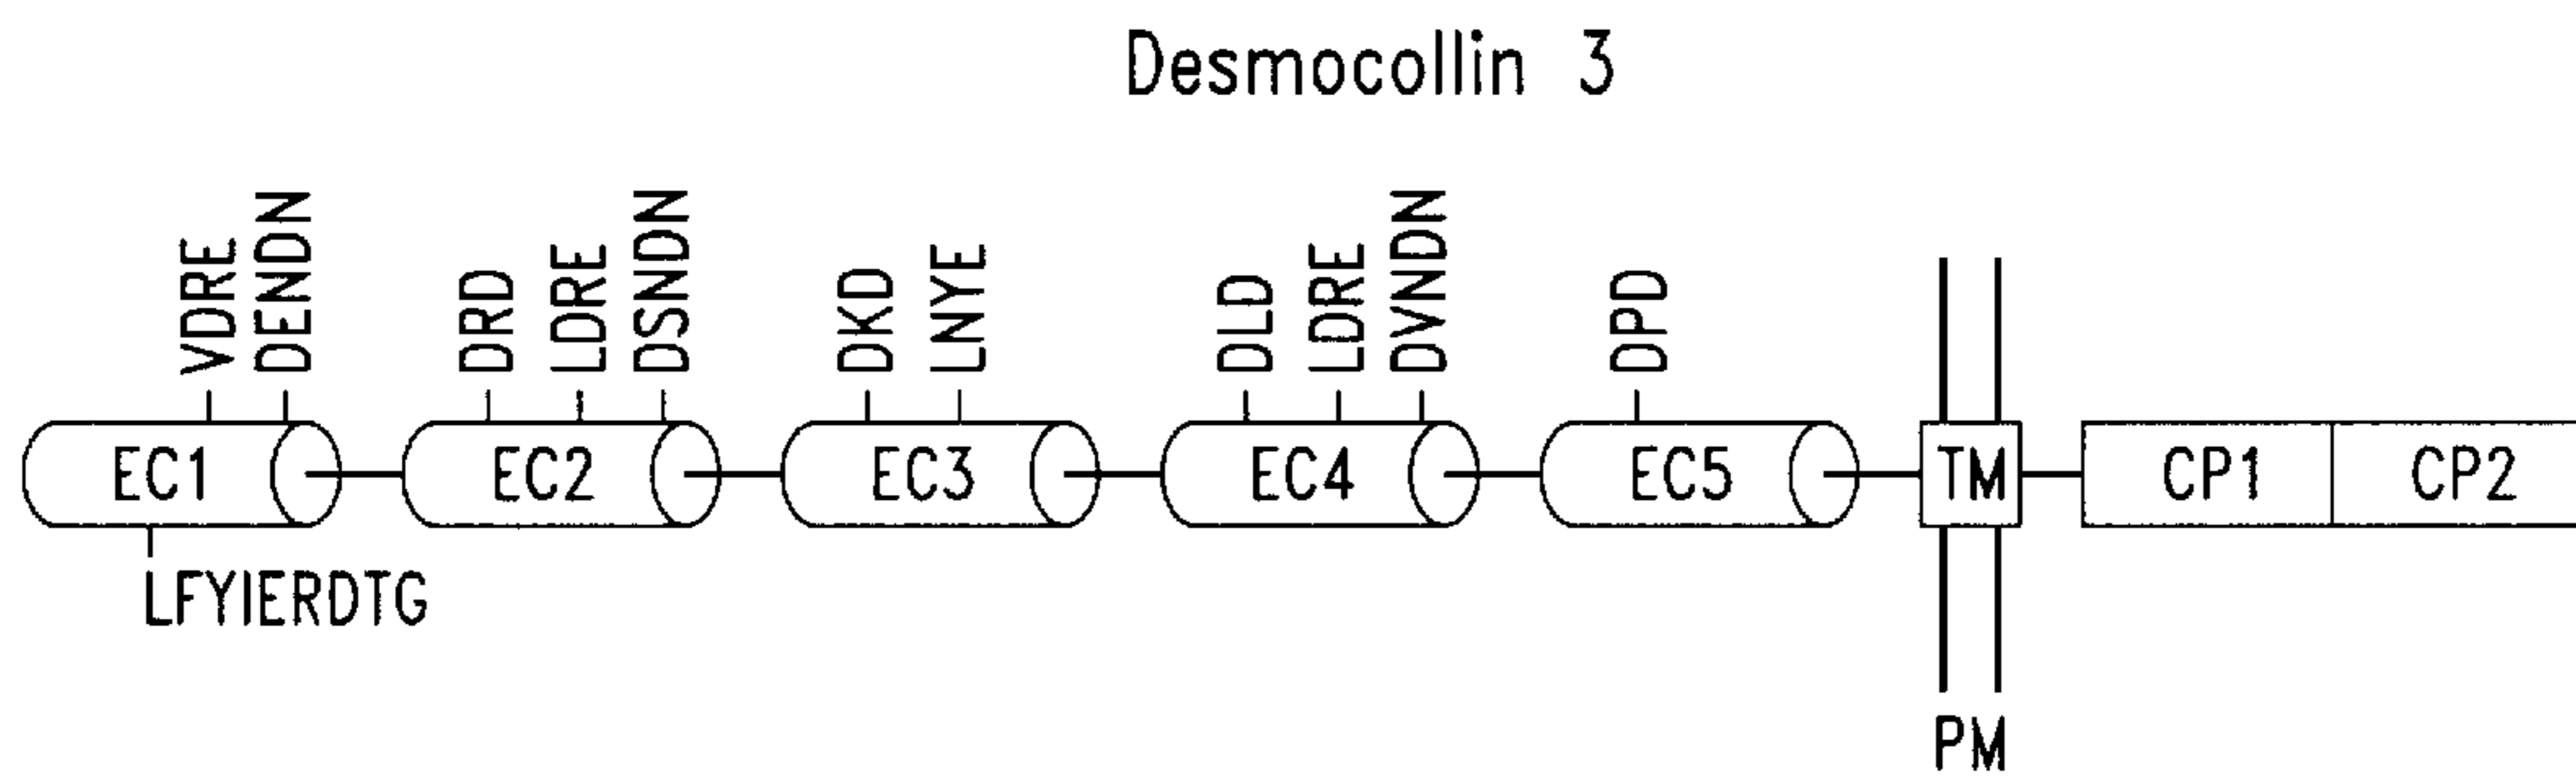 Desmocollin 3
VDRE
DENDN
DRD
LDRE
DSNDN
DKD
LNYE
DLD
LDRE
DVNDN
DPD
EC1
EC2
EC3
EC4
EC5
TM
CP1
CP2
LFYIERDTG
PM